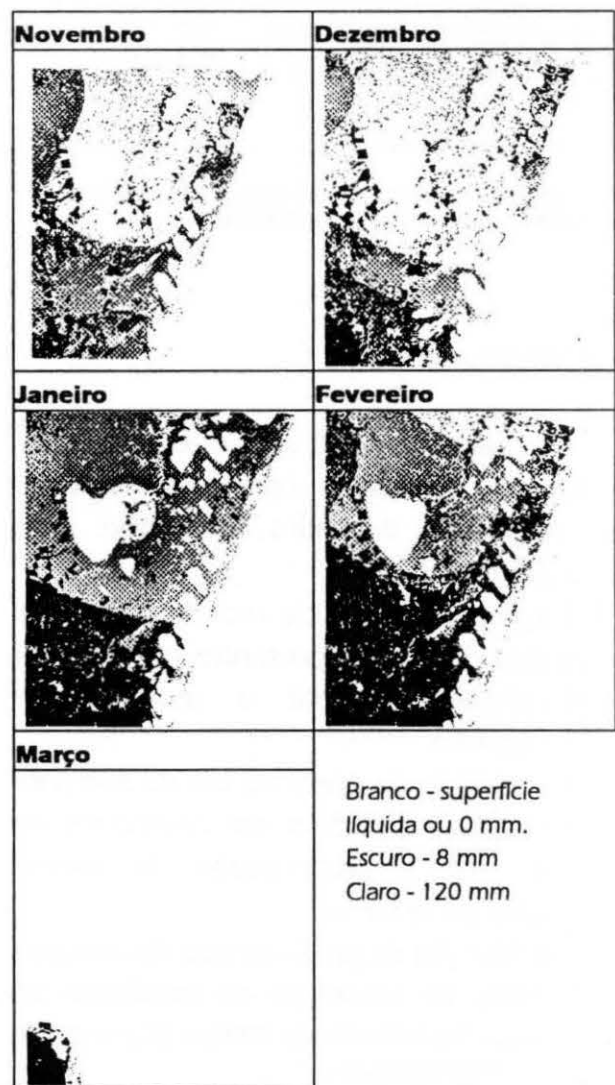 Novembro
Dezembro
Janeiro
Fevereiro
Março
Branco - superfície
líquida ou 0 mm.
Escuro - 8 mm
Claro - 120 mm